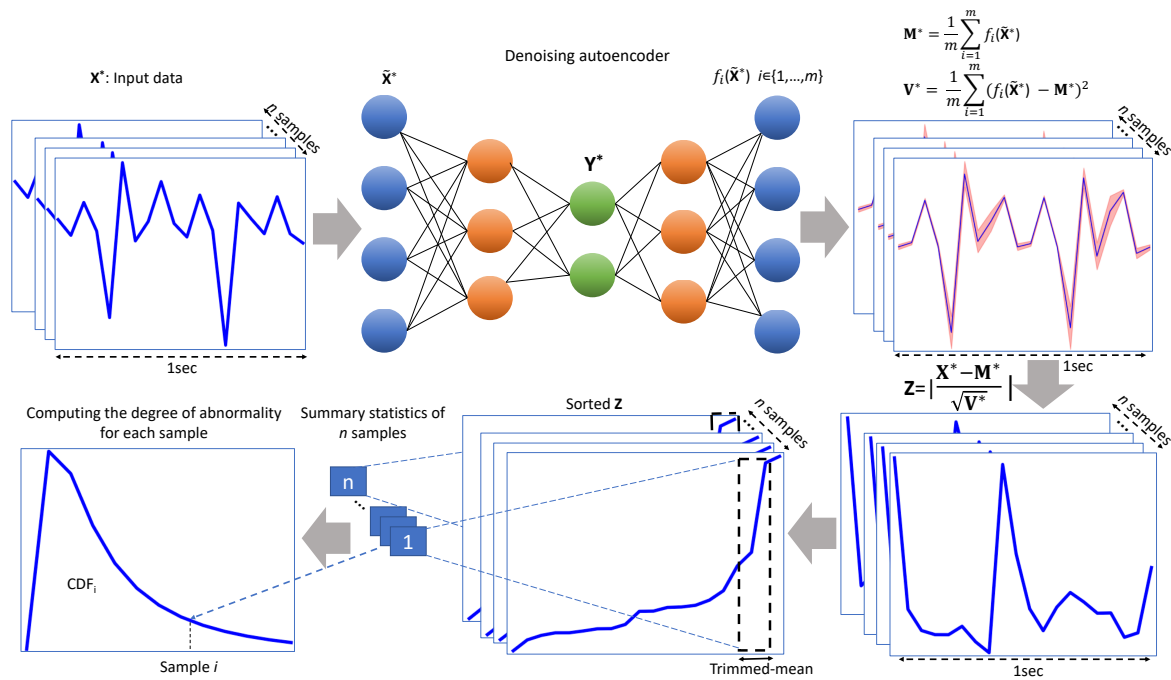 X*: Input data
n samples
...
1sec
Denoising autoencoder
X̃*
Y*
f_i(X̃*) i∈{1,...,m}
M* = 1/m ∑_{i=1}^{m} f_i(X̃*)
V* = 1/m ∑_{i=1}^{m} (f_i(X̃*) − M*)²
n samples
...
1sec
Z=|(X*−M*)/√V*|
n samples
...
1sec
Sorted Z
n samples
...
Trimmed-mean
Summary statistics of
n samples
n
...
1
Computing the degree of abnormality
for each sample
CDF_i
Sample i